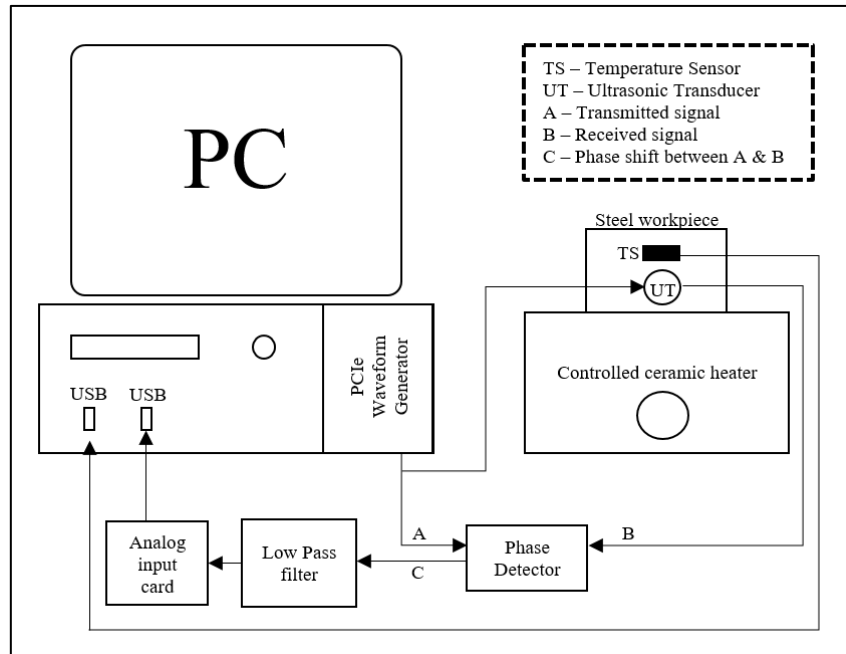 PC
TS – Temperature Sensor
UT – Ultrasonic Transducer
A – Transmitted signal
B – Received signal
C – Phase shift between A & B
Steel workpiece
TS
UT
Controlled ceramic heater
PCIe
Waveform
Generator
USB
USB
A
B
C
Phase
Detector
Low Pass
filter
Analog
input
card